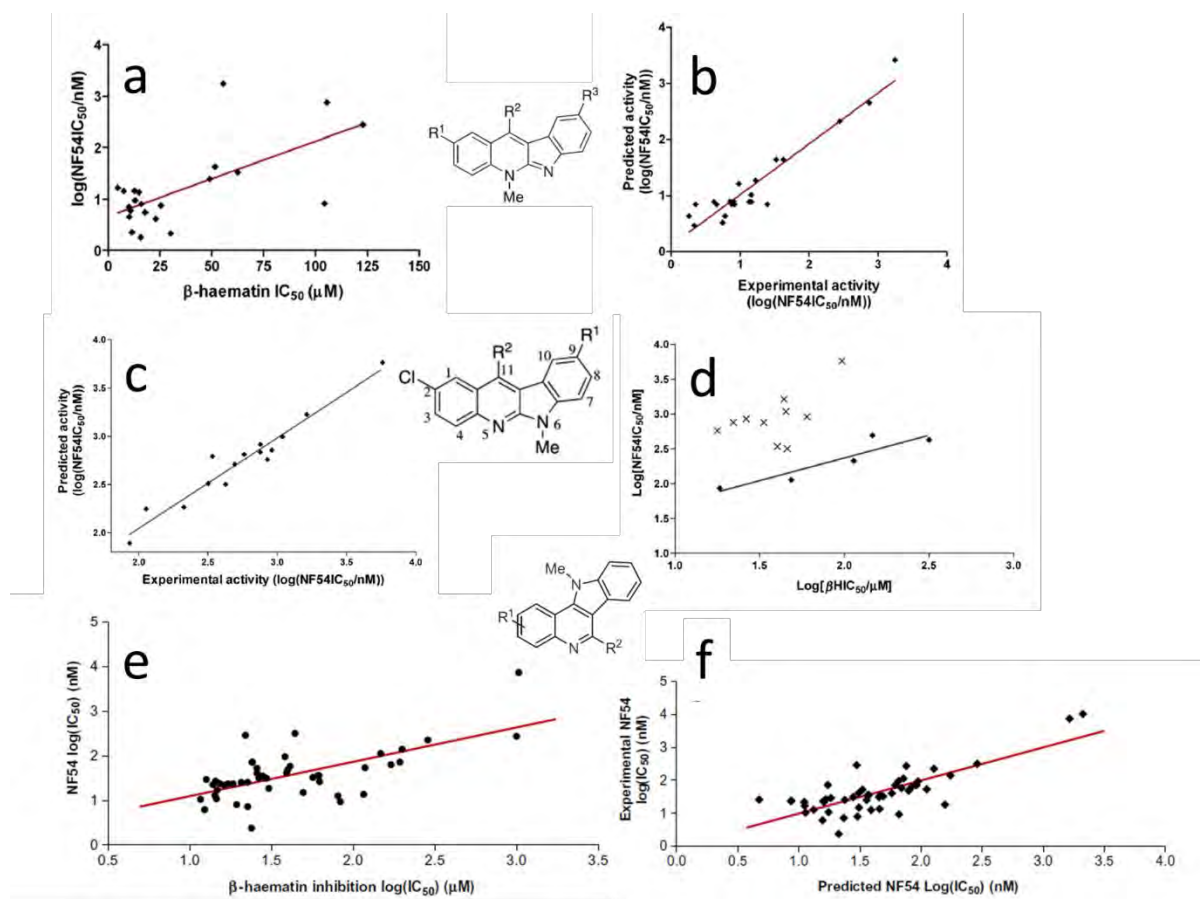 a
log(NF54IC50/nM)
4
3
2
1
0
0 25 50 75 100 125 150
β-haematin IC50 (μM)
R1
R2
R3
N
N
Me
b
Predicted activity
(log(NF54IC50/nM))
4
3
2
1
0
0 1 2 3 4
Experimental activity
(log(NF54IC50/nM))
c
Predicted activity
(log(NF54IC50/nM))
4.0
3.5
3.0
2.5
2.0
2.0 2.5 3.0 3.5 4.0
Experimental activity (log(NF54IC50/nM))
R1
R2
Cl
1
2
3
4
5
6
7
8
9
10
11
N
N
Me
d
Log[NF54IC50/nM]
4.0
3.5
3.0
2.5
2.0
1.5
1.0
1.0 1.5 2.0 2.5 3.0
Log[βHIC50/μM]
Me
N
R1
N
R2
e
NF54 log(IC50) (nM)
5
4
3
2
1
0
0.5 1.0 1.5 2.0 2.5 3.0 3.5
β-haematin inhibition log(IC50) (μM)
f
Experimental NF54
log(IC50) (nM)
5
4
3
2
1
0
0.0 0.5 1.0 1.5 2.0 2.5 3.0 3.5 4.0
Predicted NF54 Log(IC50) (nM)